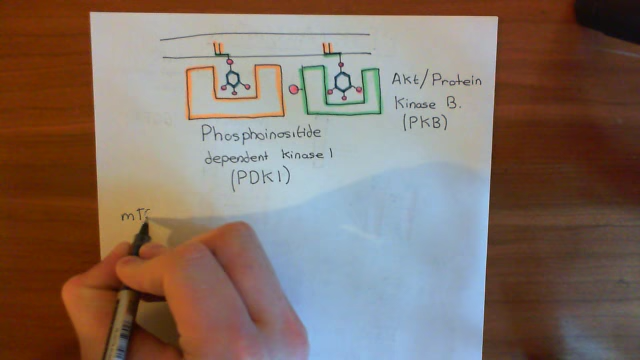 Phosphoinositide
dependent kinase 1
(PDK1)
Akt/Protein
Kinase B.
(PKB)